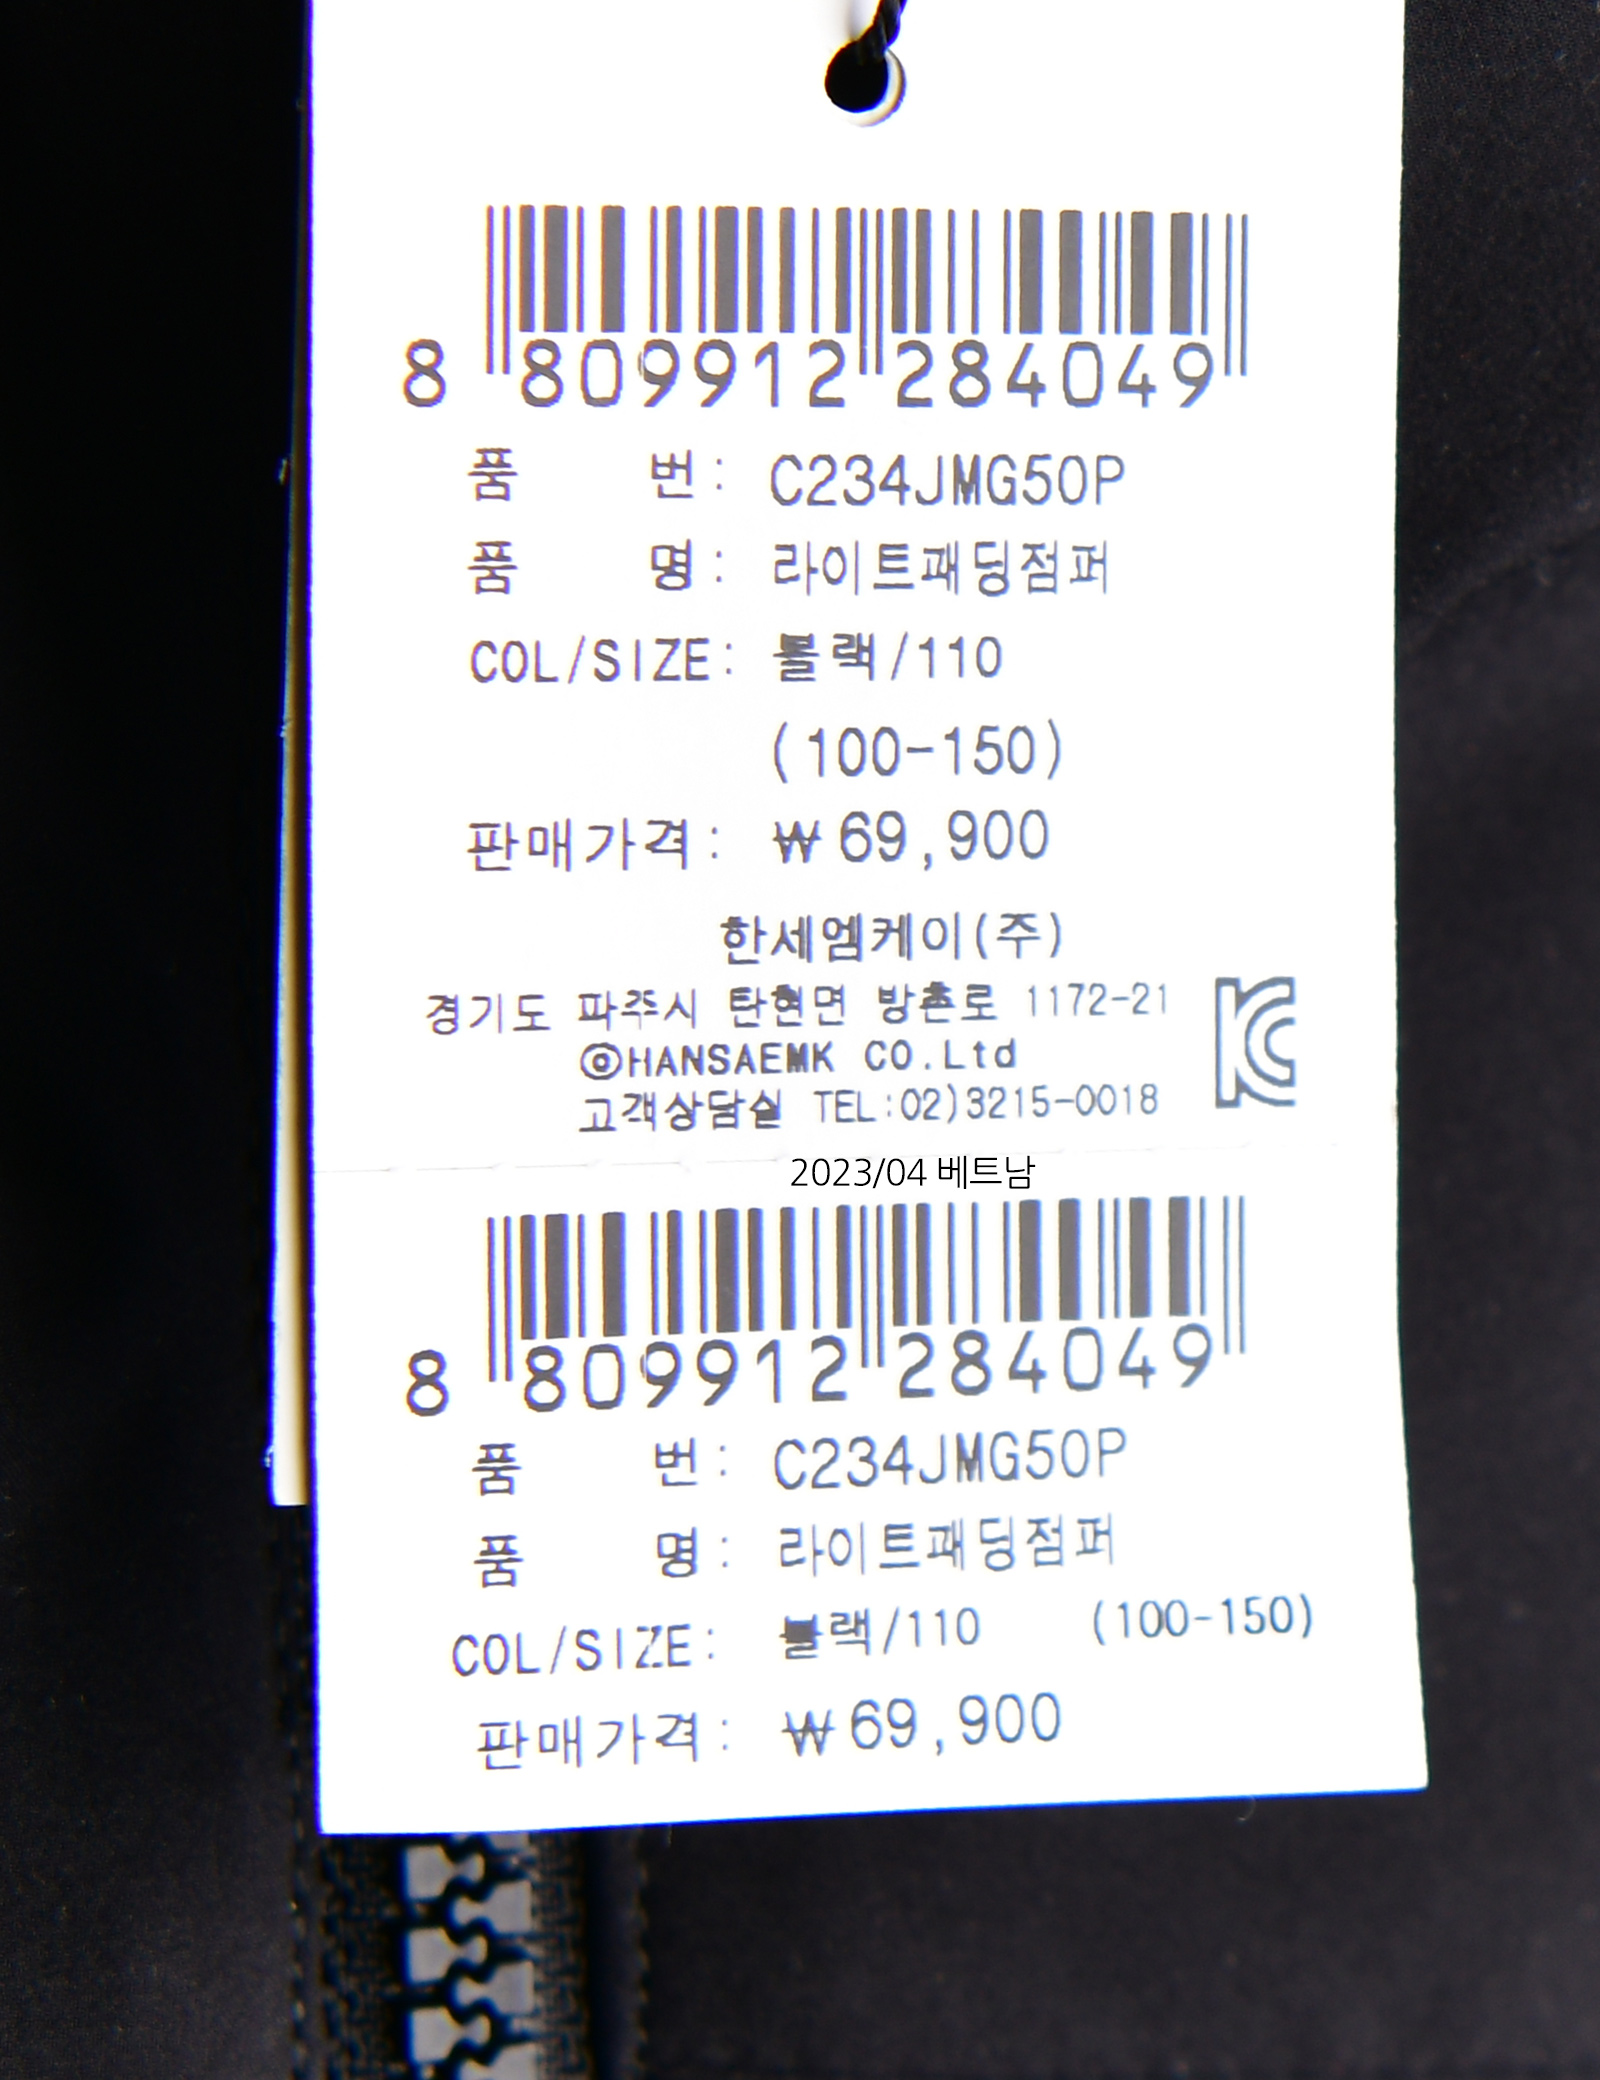 8 809912 284049
품 번: C234JMG50P
품 명: 라이트패딩점퍼
COL/SIZE: 블랙/110
(100-150)
판매가격: ₩69,900
한세엠케이(주)
경기도 파주시 탄현면 방촌로 1172-21
KC
©HANSAEMK CO.Ltd
고객상담실 TEL:02)3215-0018
2023/04 베트남
8 809912 284049
품 번: C234JMG50P
품 명: 라이트패딩점퍼
COL/SIZE: 블랙/110 (100-150)
판매가격: ₩69,900